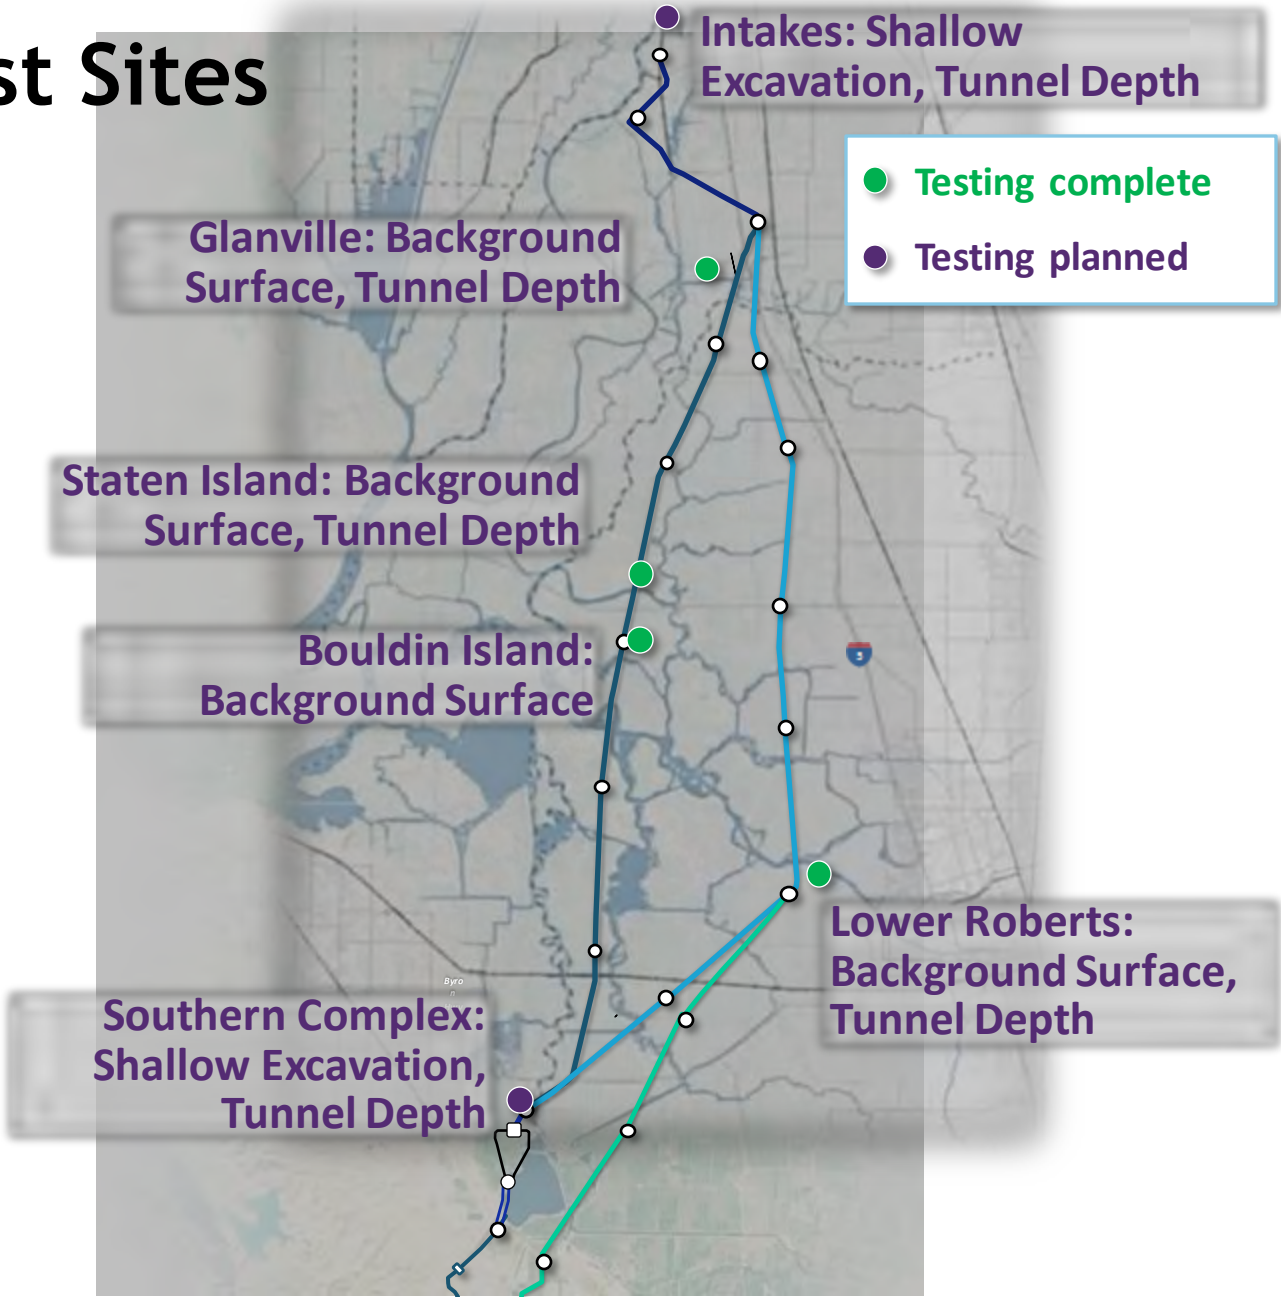 st Sites
Intakes: Shallow
Excavation, Tunnel Depth
Testing complete
Testing planned
Glanville: Background
Surface, Tunnel Depth
Staten Island: Background
Surface, Tunnel Depth
Bouldin Island:
Background Surface
5
Lower Roberts:
Background Surface,
Tunnel Depth
Byro
n
Southern Complex:
Shallow Excavation,
Tunnel Depth